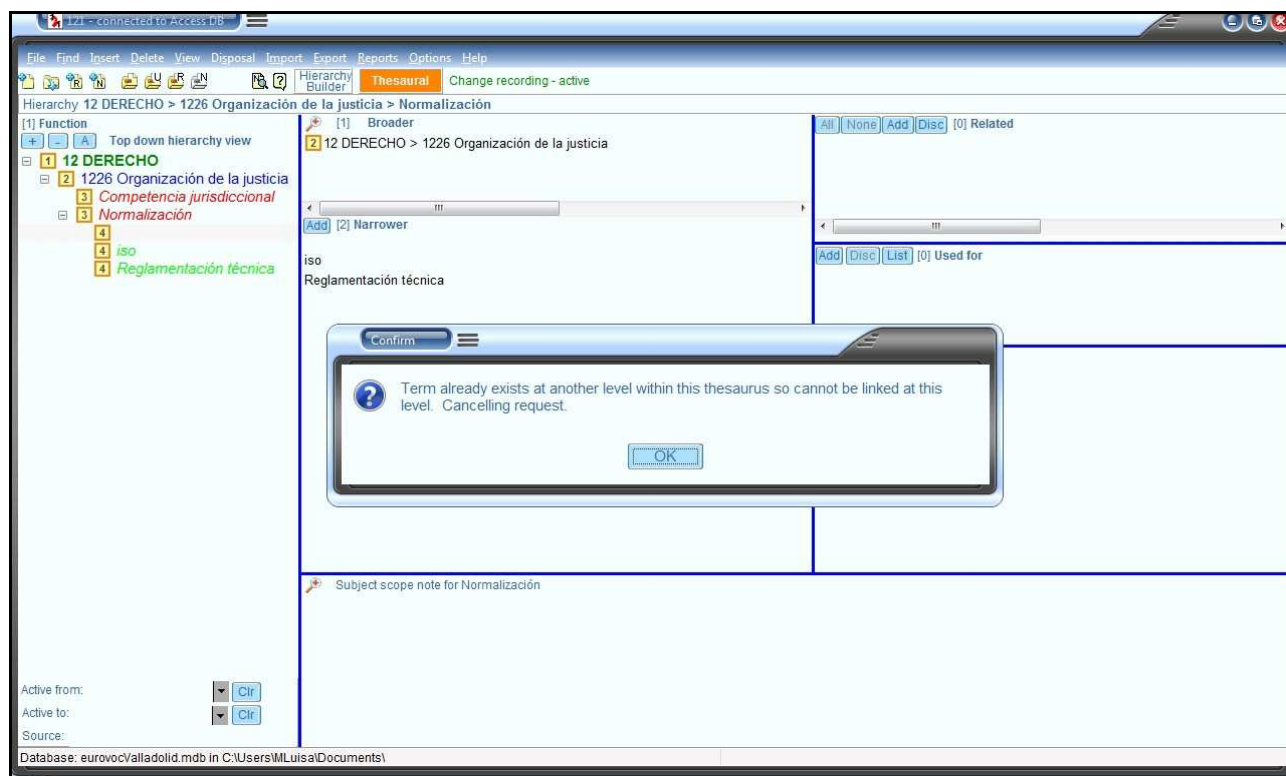 121 - connected to Access DB
File Find Insert Delete View Disposal Import Export Reports Options Help
Hierarchy Builder Thesaural Change recording - active
Hierarchy 12 DERECHO > 1226 Organización de la justicia > Normalización
[1] Function
+ - A Top down hierarchy view
1 12 DERECHO
2 1226 Organización de la justicia
3 Competencia jurisdiccional
3 Normalización
4
4 iso
4 Reglamentación técnica
[1] Broader
2 12 DERECHO > 1226 Organización de la justicia
Add [2] Narrower
iso
Reglamentación técnica
All None Add Disc [0] Related
Add Disc List [0] Used for
Confirm
Term already exists at another level within this thesaurus so cannot be linked at this
level. Cancelling request.
OK
Subject scope note for Normalización
Active from: Clr
Active to: Clr
Source:
Database: eurovocValladolid.mdb in C:\Users\MLuisa\Documents\